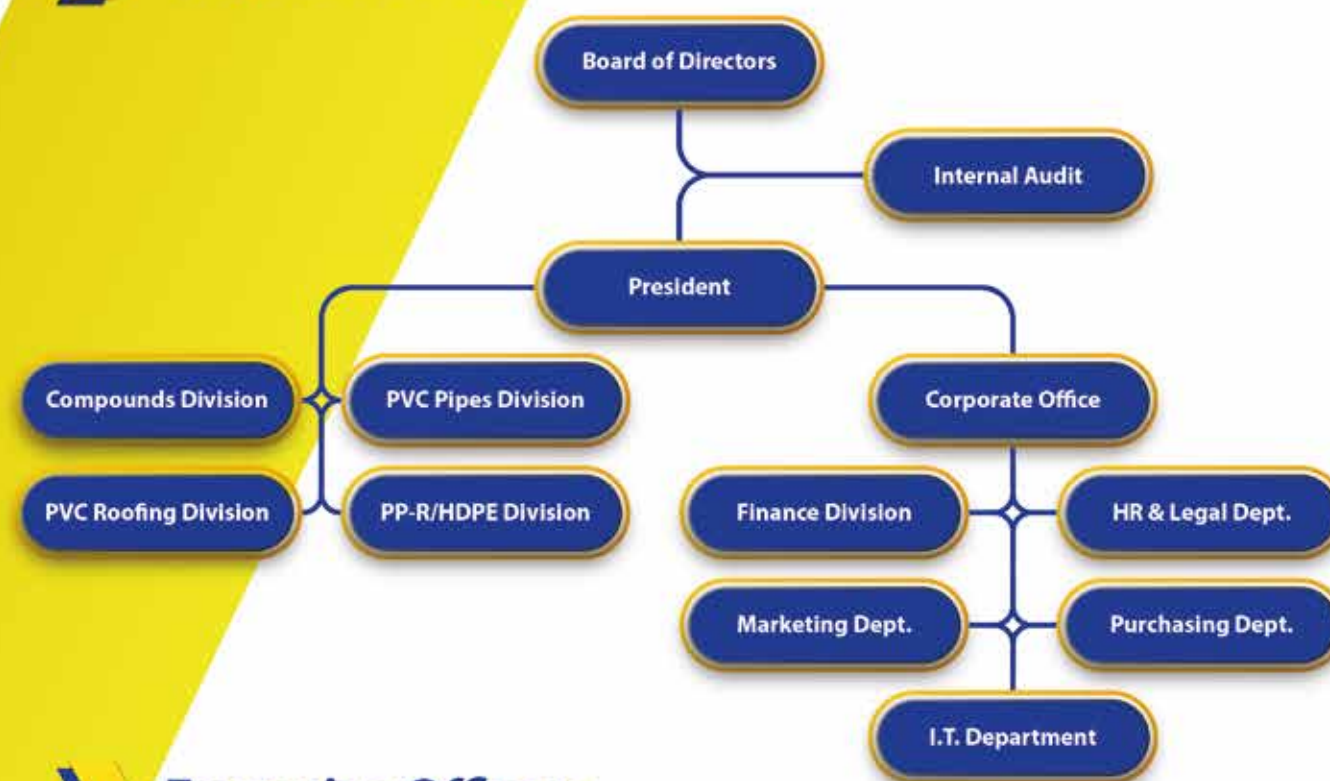 Board of Directors
Internal Audit
President
Compounds Division
PVC Pipes Division
Corporate Office
PVC Roofing Division
PP-R/HDPE Division
Finance Division
HR & Legal Dept.
Marketing Dept.
Purchasing Dept.
I.T. Department